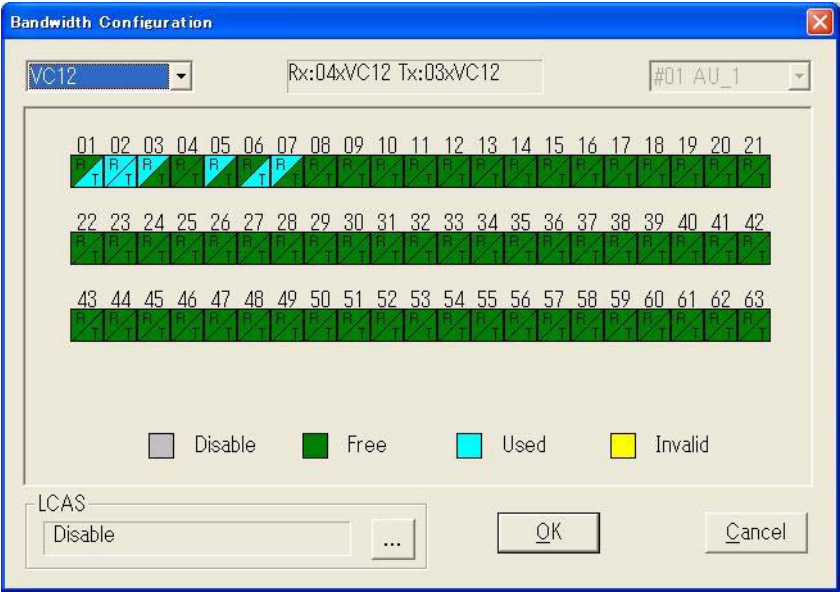 Bandwidth Configuration
VC12 Rx:04xVC12 Tx:03xVC12 #01 AU_1
01 02 03 04 05 06 07 08 09 10 11 12 13 14 15 16 17 18 19 20 21
R T R T R T R T R T R T R T R T R T R T R T R T R T R T R T R T R T R T R T R T R T
22 23 24 25 26 27 28 29 30 31 32 33 34 35 36 37 38 39 40 41 42
R T R T R T R T R T R T R T R T R T R T R T R T R T R T R T R T R T R T R T R T R T
43 44 45 46 47 48 49 50 51 52 53 54 55 56 57 58 59 60 61 62 63
R T R T R T R T R T R T R T R T R T R T R T R T R T R T R T R T R T R T R T R T R T
Disable Free Used Invalid
LCAS
Disable ... OK Cancel